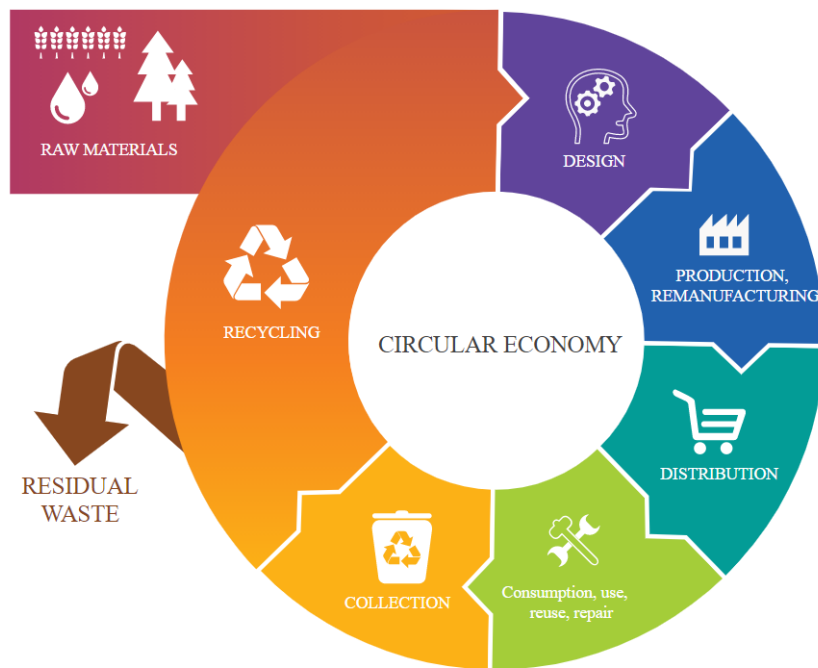 RAW MATERIALS
DESIGN
PRODUCTION,
REMANUFACTURING
RECYCLING
CIRCULAR ECONOMY
DISTRIBUTION
RESIDUAL
WASTE
COLLECTION
Consumption, use,
reuse, repair